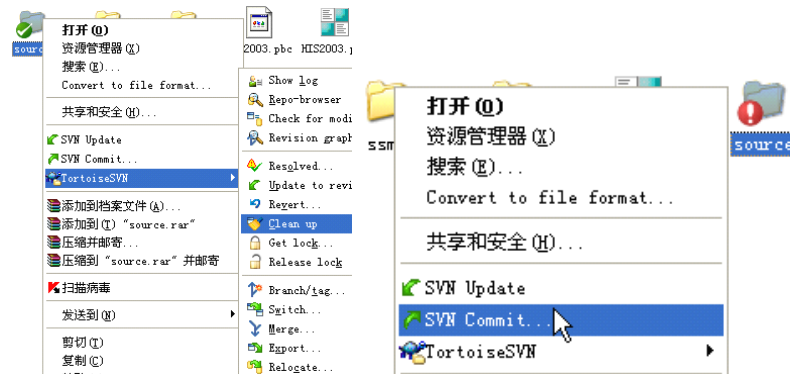 source
打开(O)
资源管理器(X)
搜索(E)...
Convert to file format...
共享和安全(H)...
SVN Update
SVN Commit...
TortoiseSVN
添加到档案文件(A)...
添加到(T) "source.rar"
压缩并邮寄...
压缩到 "source.rar" 并邮寄
扫描病毒
发送到(N)
剪切(T)
复制(C)
2003.pbc HIS2003.p
Show log
Repo-browser
Check for modi
Revision graph
Resolved...
Update to revi
Revert...
Clean up
Get lock...
Release lock
Branch/tag...
Switch...
Merge...
Export...
Relocate...
ssm
打开(O)
资源管理器(X)
搜索(E)...
Convert to file format...
共享和安全(H)...
SVN Update
SVN Commit...
TortoiseSVN
source